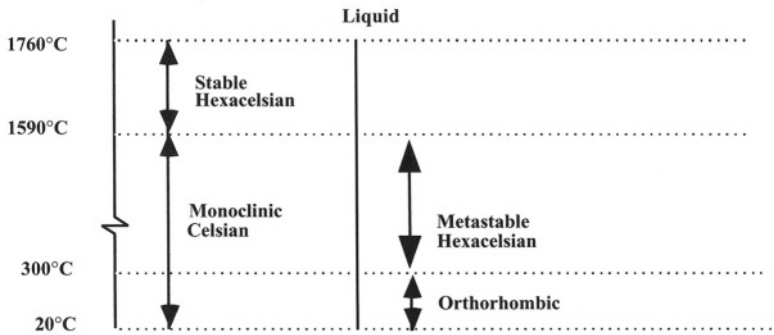 Liquid
1760°C
Stable
Hexacelsian
1590°C
Monoclinic
Celsian
Metastable
Hexacelsian
300°C
Orthorhombic
20°C